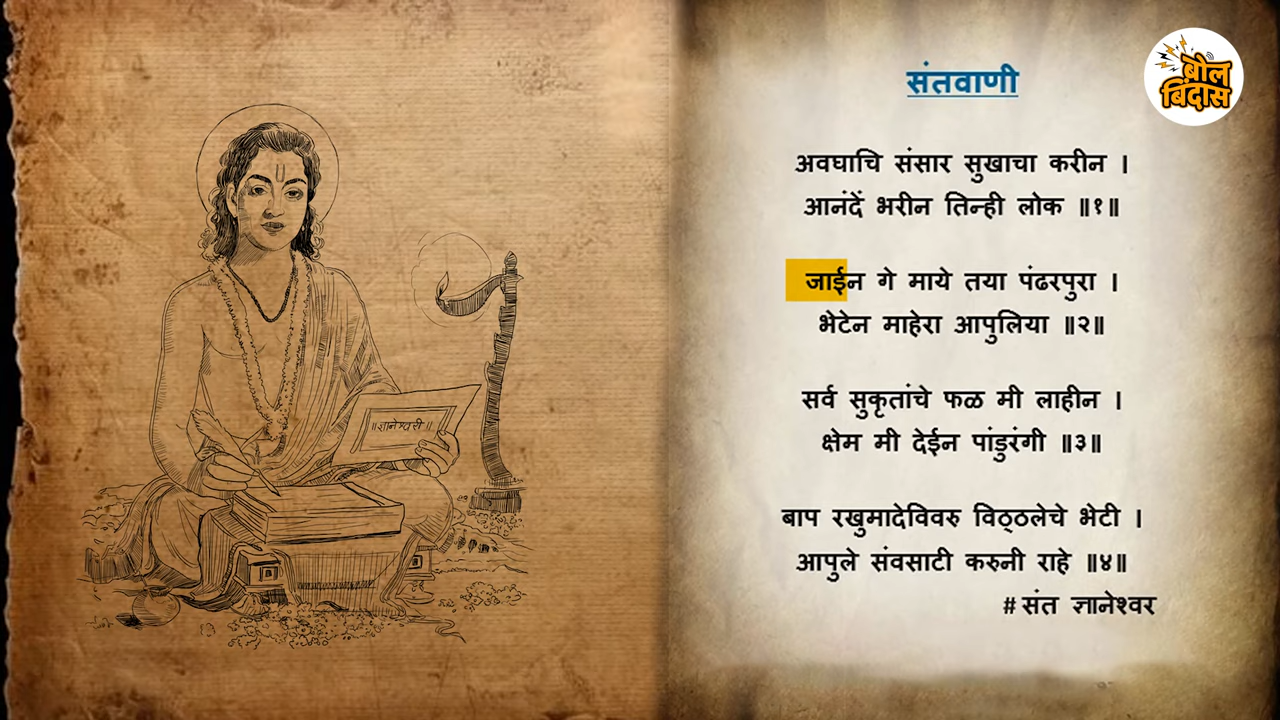 ॥ज्ञानेश्वरी॥
बोल
बिंदास
संतवाणी
अवघाचि संसार सुखाचा करीन ।
आनंदें भरीन तिन्ही लोक ॥१॥
जाईन गे माये तया पंढरपुरा ।
भेटेन माहेरा आपुलिया ॥२॥
सर्व सुकृतांचे फळ मी लाहीन ।
क्षेम मी देईन पांडुरंगी ॥३॥
बाप रखुमादेविवरु विठ्ठलेचे भेटी ।
आपुले संवसाटी करुनी राहे ॥४॥
# संत ज्ञानेश्वर